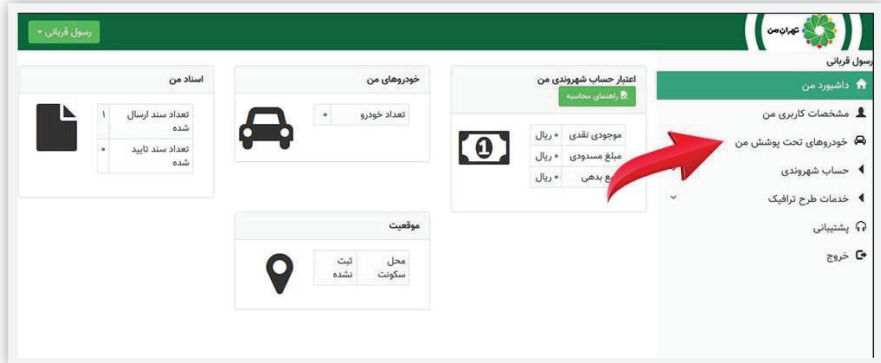 تهران من
رسول قربانی
رسول قربانی
داشبورد من
مشخصات کاربری من
خودروهای تحت پوشش من
حساب شهروندی
خدمات طرح ترافیک
پشتیبانی
خروج
اعتبار حساب شهروندی من
راهنمای محاسبه
موجودی نقدی ۰ ریال
مبلغ مسدودی ۰ ریال
بدهی ۰ ریال
خودروهای من
تعداد خودرو ۰
اسناد من
تعداد سند ارسال ۱
شده
تعداد سند تایید ۰
شده
موقعیت
محل ثبت
سکونت نشده